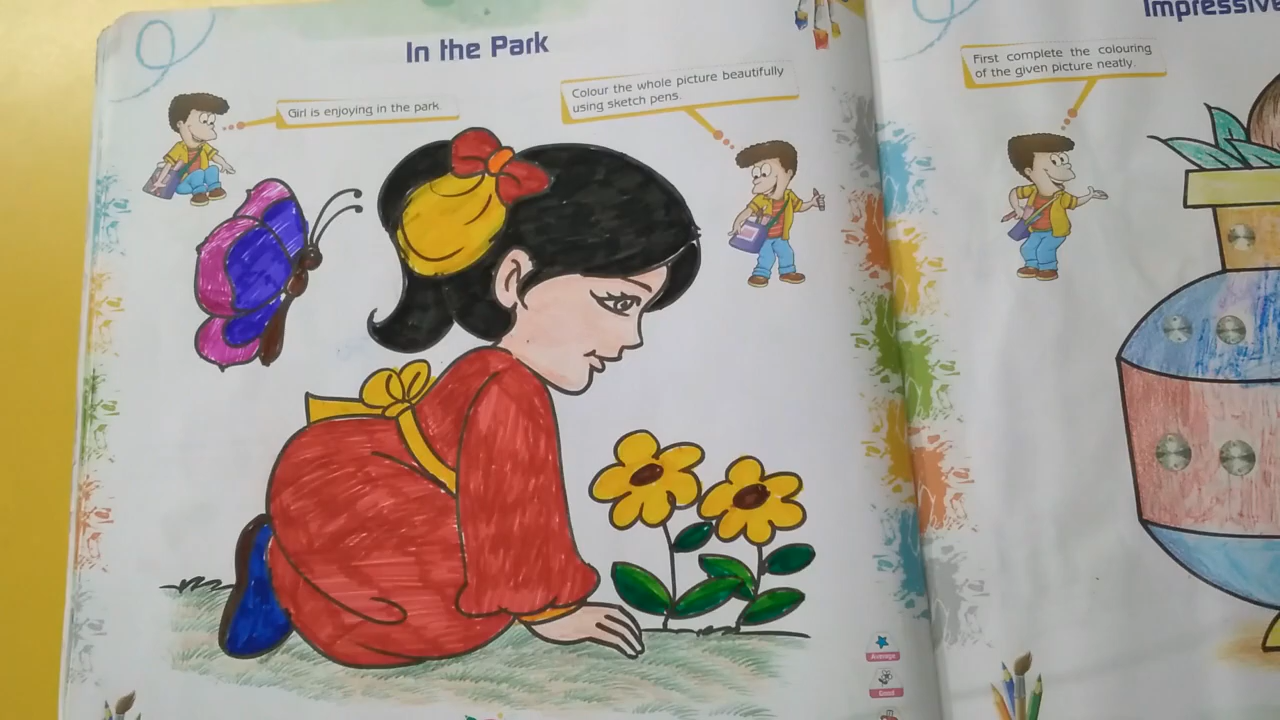 In the Park
Girl is enjoying in the park.
Colour the whole picture beautifully
using sketch pens.
Average
Good
Impressive
First complete the colouring
of the given picture neatly.